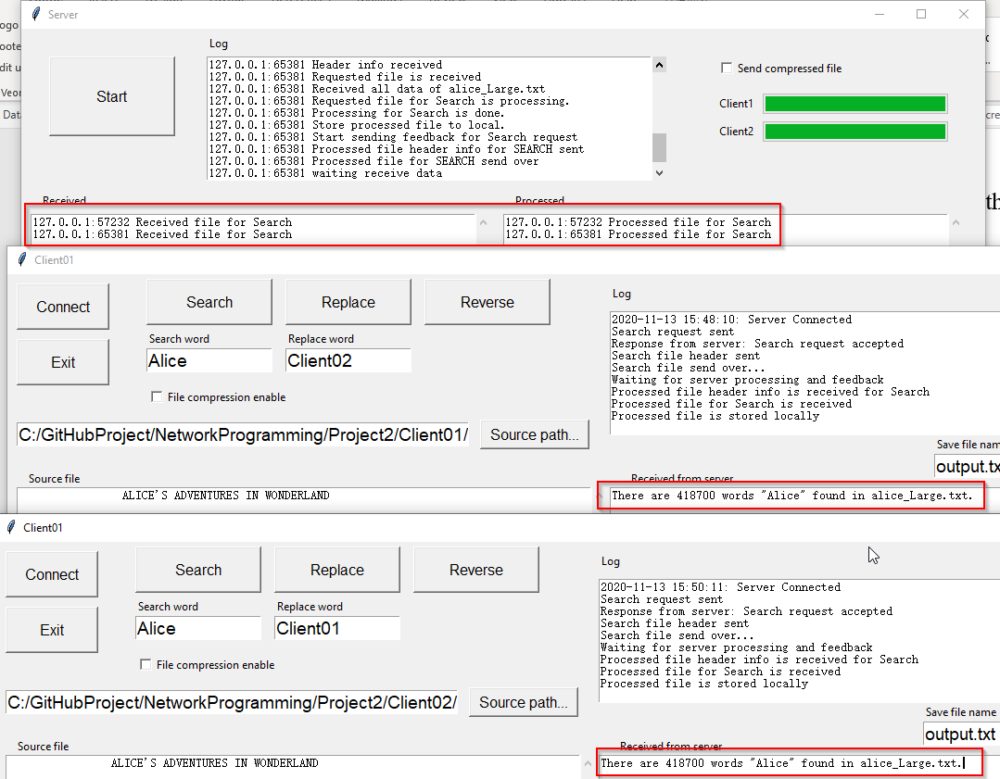 Server
ogo
oote
dit u
Veor
Data
Log
Start
127.0.0.1:65381 Header info received
127.0.0.1:65381 Requested file is received
127.0.0.1:65381 Received all data of alice_Large.txt
127.0.0.1:65381 Requested file for Search is processing.
127.0.0.1:65381 Processing for Search is done.
127.0.0.1:65381 Store processed file to local.
127.0.0.1:65381 Start sending feedback for Search request
127.0.0.1:65381 Processed file header info for SEARCH sent
127.0.0.1:65381 Processed file for SEARCH send over
127.0.0.1:65381 waiting receive data
Send compressed file
Client1
Client2
cre
th
Received
127.0.0.1:57232 Received file for Search
127.0.0.1:65381 Received file for Search
Processed
127.0.0.1:57232 Processed file for Search
127.0.0.1:65381 Processed file for Search
Client01
Connect
Search
Replace
Reverse
Exit
Search word
Replace word
Alice
Client02
File compression enable
C:/GitHubProject/NetworkProgramming/Project2/Client01/
Source path...
Log
2020-11-13 15:48:10: Server Connected
Search request sent
Response from server: Search request accepted
Search file header sent
Search file send over...
Waiting for server processing and feedback
Processed file header info is received for Search
Processed file for Search is received
Processed file is stored locally
Save file nam
output.tx
Source file
ALICE'S ADVENTURES IN WONDERLAND
Received from server
There are 418700 words "Alice" found in alice_Large.txt.
Client01
Connect
Search
Replace
Reverse
Exit
Search word
Replace word
Alice
Client01
File compression enable
C:/GitHubProject/NetworkProgramming/Project2/Client02/
Source path...
Log
2020-11-13 15:50:11: Server Connected
Search request sent
Response from server: Search request accepted
Search file header sent
Search file send over...
Waiting for server processing and feedback
Processed file header info is received for Search
Processed file for Search is received
Processed file is stored locally
Save file name
output.txt
Source file
ALICE'S ADVENTURES IN WONDERLAND
Received from server
There are 418700 words "Alice" found in alice_Large.txt.